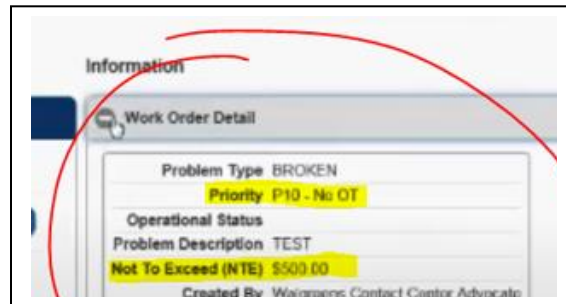 Information
Work Order Detail
Problem Type BROKEN
Priority P10 - No OT
Operational Status
Problem Description TEST
Not To Exceed (NTE) $500.00
Created By Walgreens Contact Center Advocate